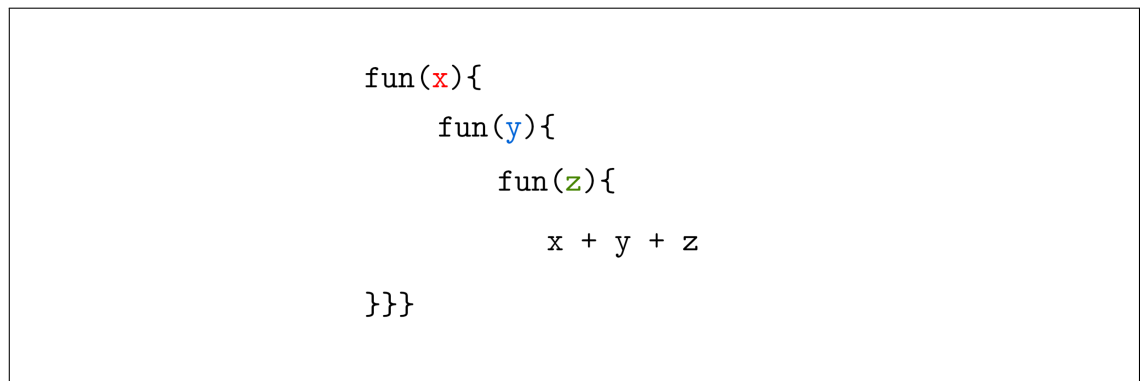 fun(x){
fun(y){
fun(z){
x + y + z
}}}